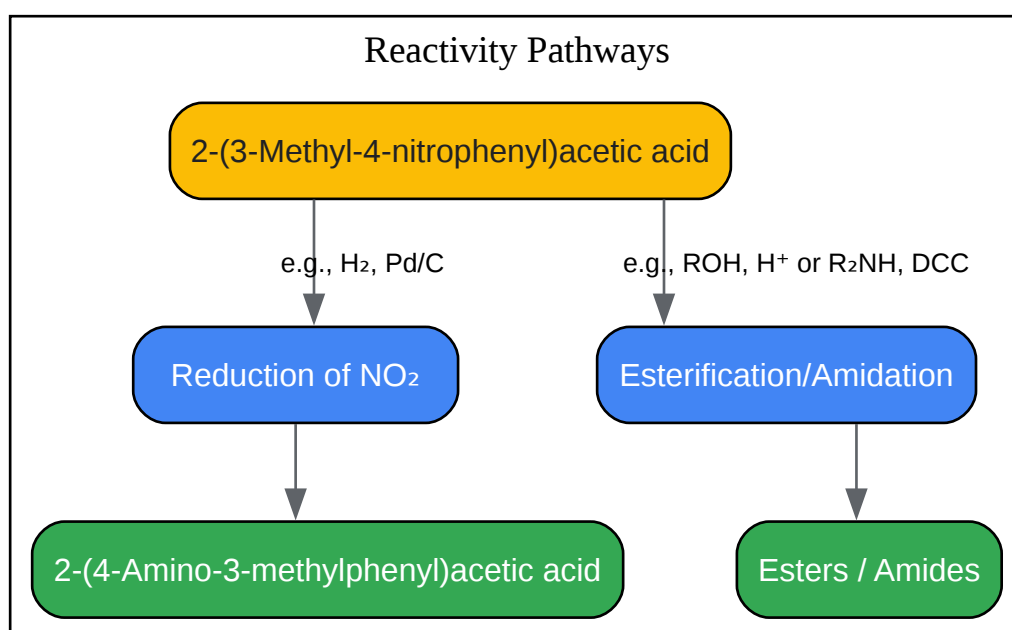 Reactivity Pathways
2-(3-Methyl-4-nitrophenyl)acetic acid
e.g., H₂, Pd/C
e.g., ROH, H⁺ or R₂NH, DCC
Reduction of NO₂
Esterification/Amidation
2-(4-Amino-3-methylphenyl)acetic acid
Esters / Amides